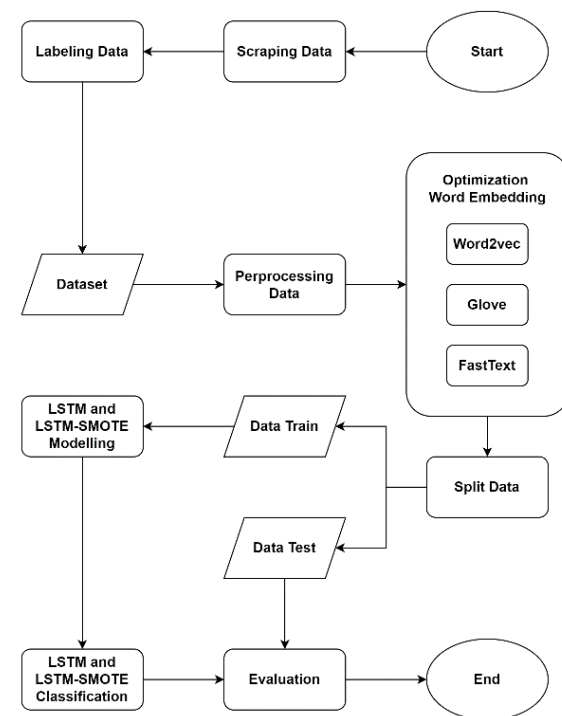 Start
Scraping Data
Labeling Data
Dataset
Perprocessing
Data
Optimization
Word Embedding
Word2vec
Glove
FastText
Split Data
Data Train
Data Test
LSTM and
LSTM-SMOTE
Modelling
LSTM and
LSTM-SMOTE
Classification
Evaluation
End